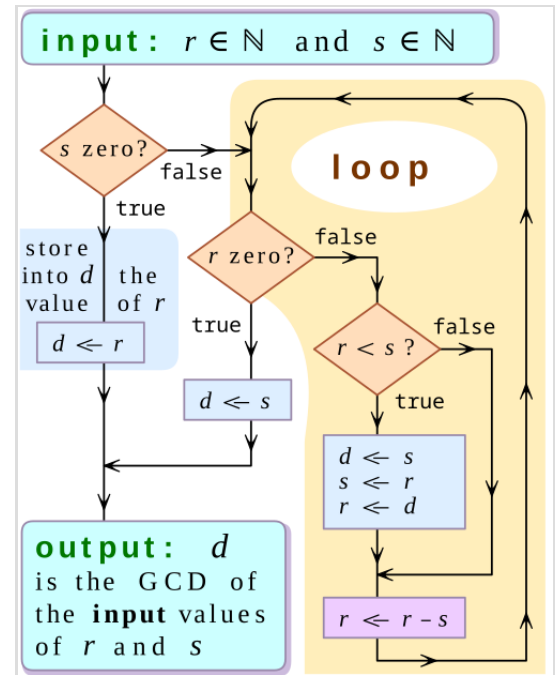 input: r ∈ ℕ and s ∈ ℕ
s zero?
false
true
loop
store
into d the
value of r
d ⟵ r
r zero?
false
true
d ⟵ s
r < s ?
false
true
d ⟵ s
s ⟵ r
r ⟵ d
r ⟵ r – s
output: d
is the GCD of
the input values
of r and s